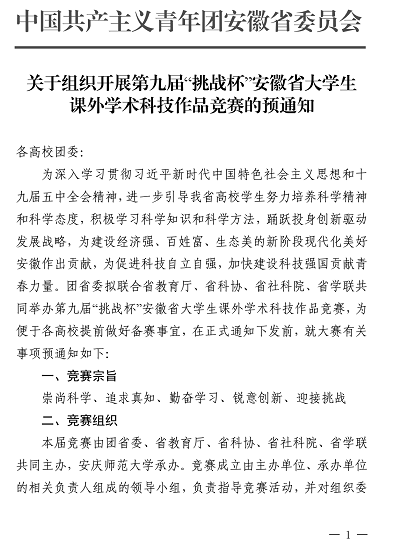 中国共产主义青年团安徽省委员会
关于组织开展第九届“挑战杯”安徽省大学生
课外学术科技作品竞赛的预通知
各高校团委：
为深入学习贯彻习近平新时代中国特色社会主义思想和十
九届五中全会精神，进一步引导我省高校学生努力培养科学精神
和科学态度，积极学习科学知识和科学方法，踊跃投身创新驱动
发展战略，为建设经济强、百姓富、生态美的新阶段现代化美好
安徽作出贡献，为促进科技自立自强，加快建设科技强国贡献青
春力量。团省委拟联合省教育厅、省科协、省社科院、省学联共
同举办第九届“挑战杯”安徽省大学生课外学术科技作品竞赛，为
便于各高校提前做好备赛事宜，在正式通知下发前，就大赛有关
事项预通知如下：
一、竞赛宗旨
崇尚科学、追求真知、勤奋学习、锐意创新、迎接挑战
二、竞赛组织
本届竞赛由团省委、省教育厅、省科协、省社科院、省学联
共同主办，安庆师范大学承办。竞赛成立由主办单位、承办单位
的相关负责人组成的领导小组，负责指导竞赛活动，并对组织委
— 1 —